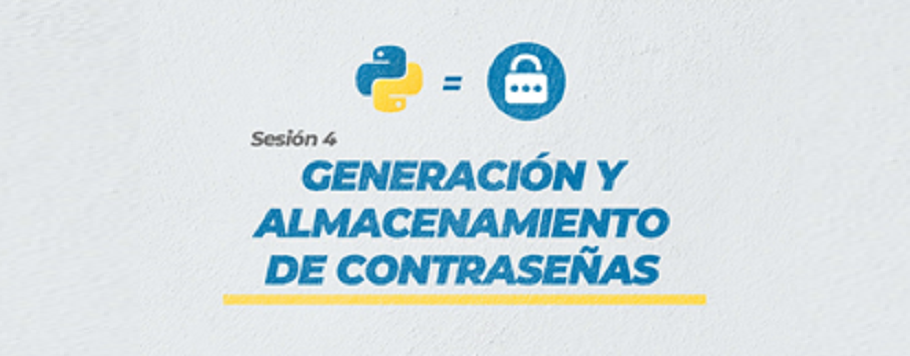 =
Sesión 4
GENERACIÓN Y
ALMACENAMIENTO
DE CONTRASEÑAS